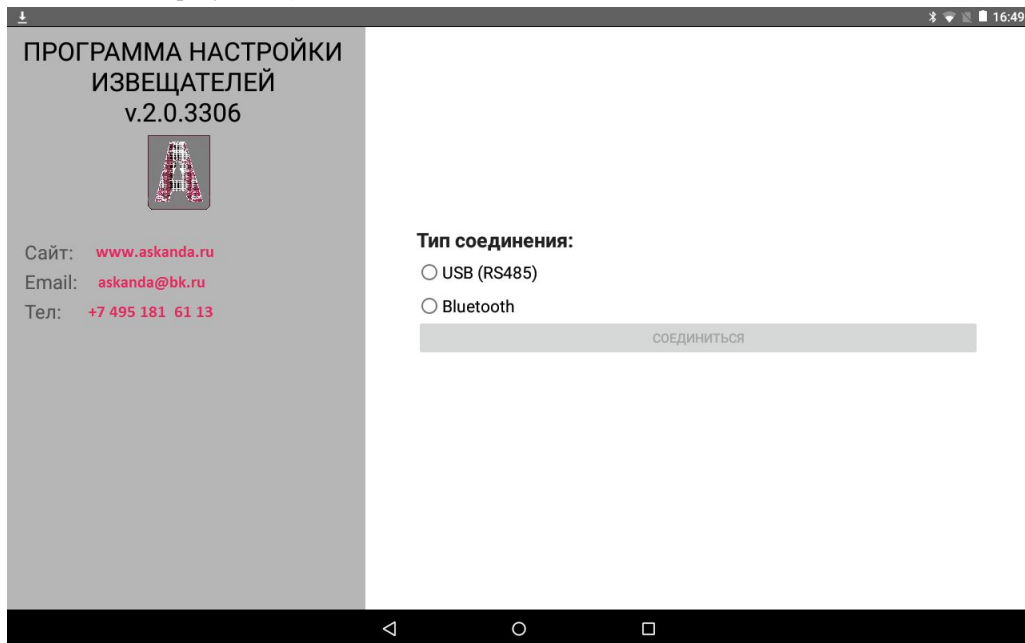 16:49
ПРОГРАММА НАСТРОЙКИ
ИЗВЕЩАТЕЛЕЙ
v.2.0.3306
Сайт: www.askanda.ru
Email: askanda@bk.ru
Тел: +7 495 181 61 13
Тип соединения:
USB (RS485)
Bluetooth
СОЕДИНИТЬСЯ